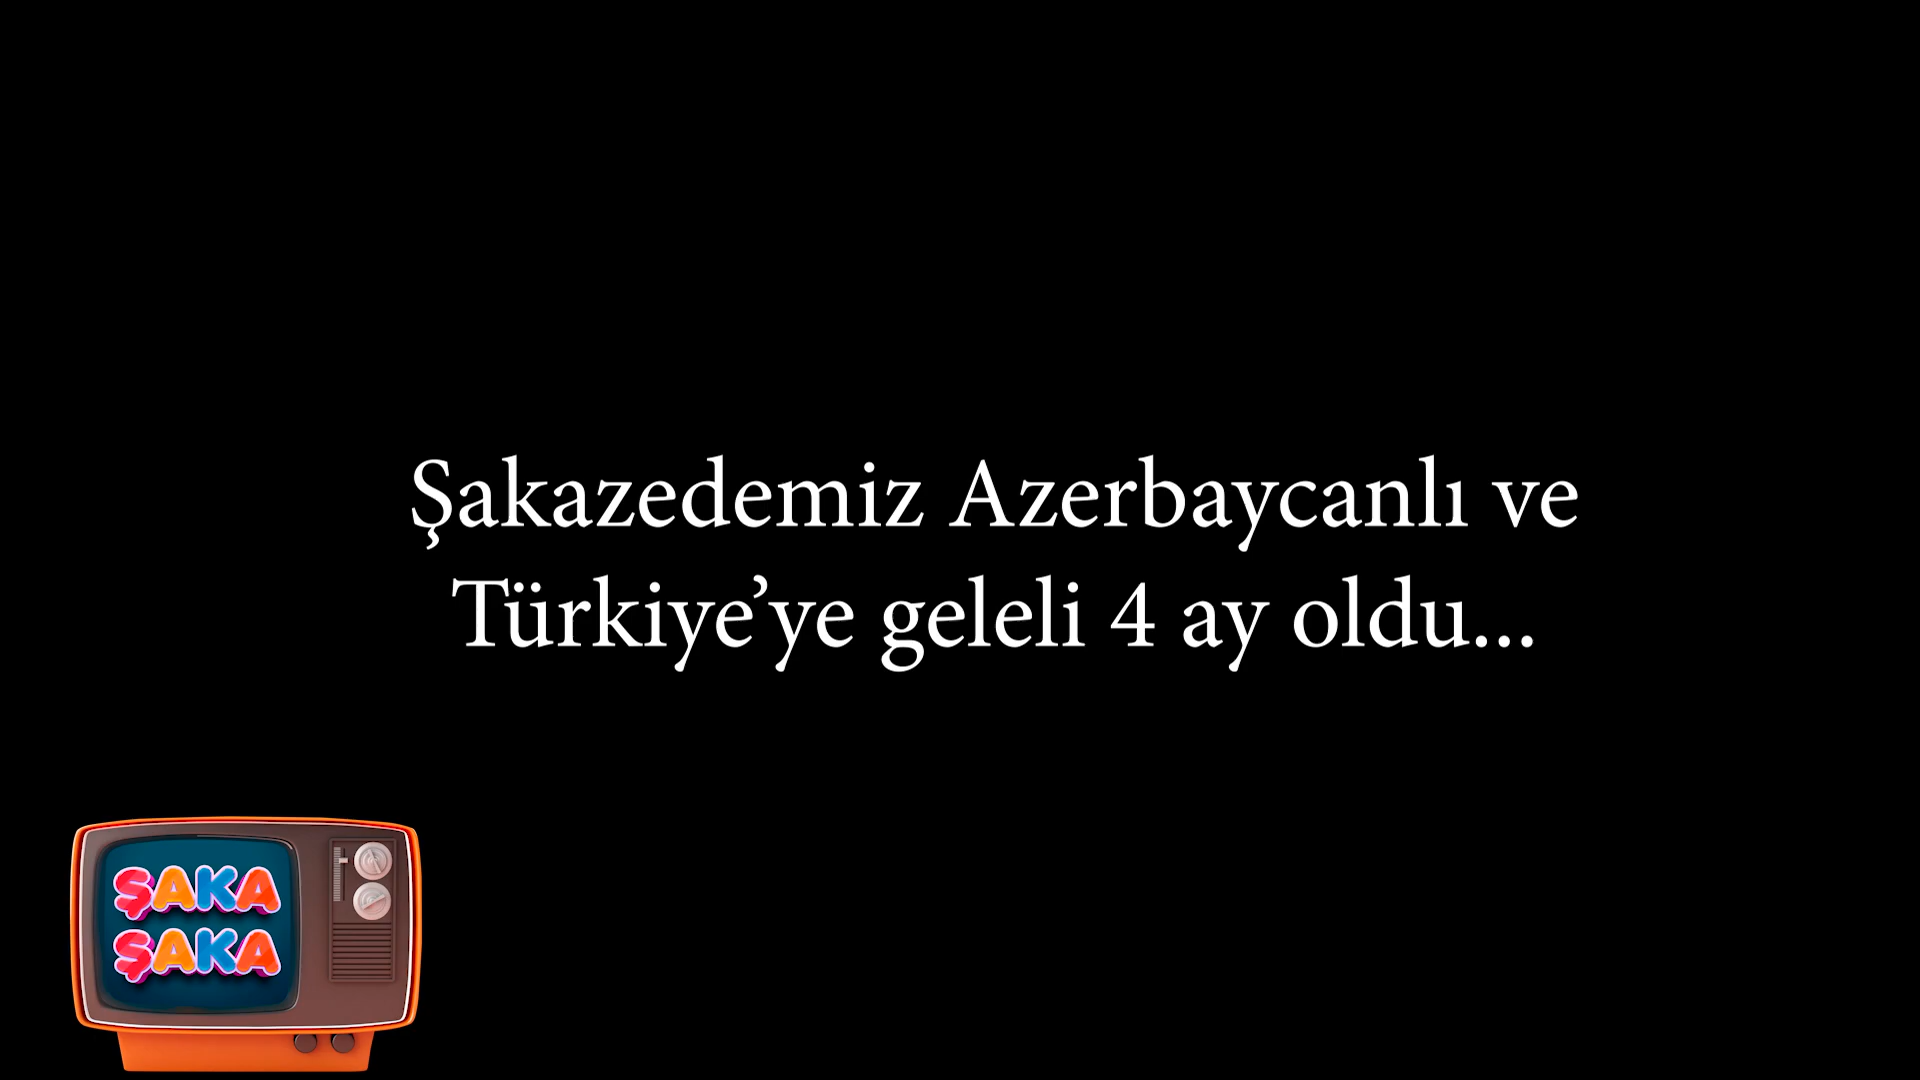 Şakazedemiz Azerbaycanlı ve
Türkiye’ye geleli 4 ay oldu...
ŞAKA
ŞAKA